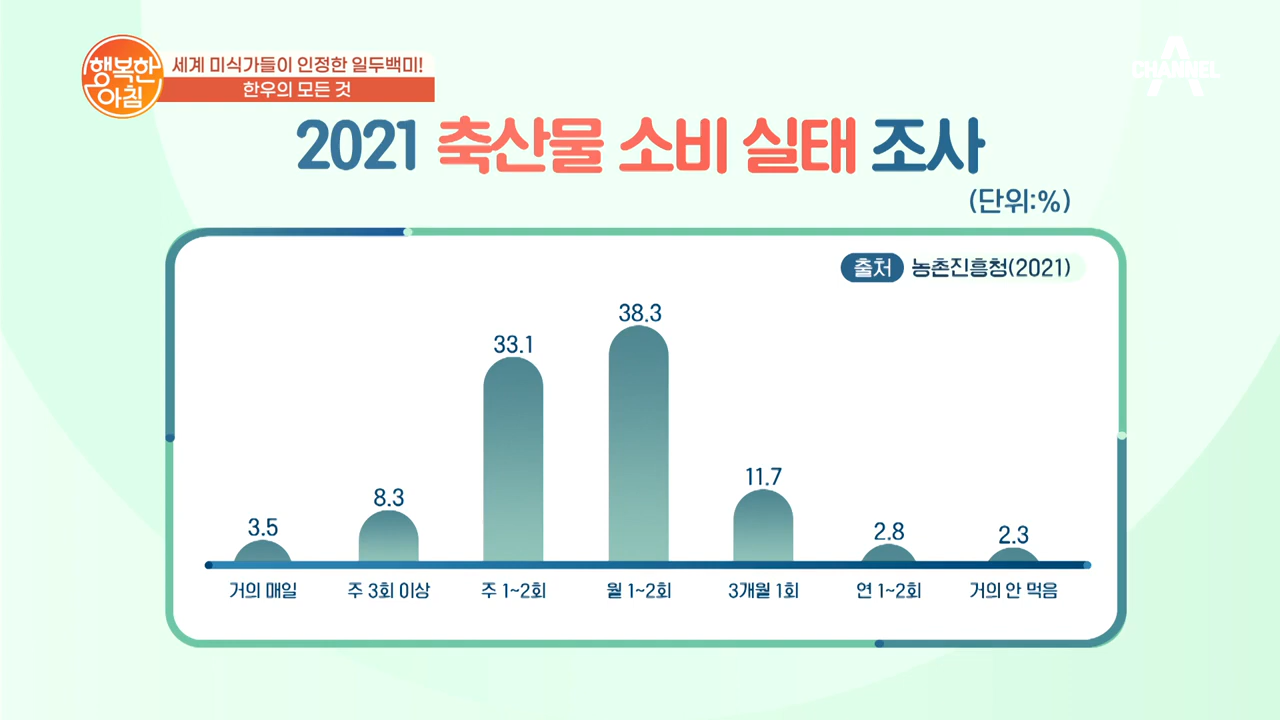 행복한
아침
세계 미식가들이 인정한 일두백미!
한우의 모든 것
CHANNEL A
2021 축산물 소비 실태 조사
(단위:%)
출처 농촌진흥청(2021)
3.5
8.3
33.1
38.3
11.7
2.8
2.3
거의 매일
주 3회 이상
주 1~2회
월 1~2회
3개월 1회
연 1~2회
거의 안 먹음